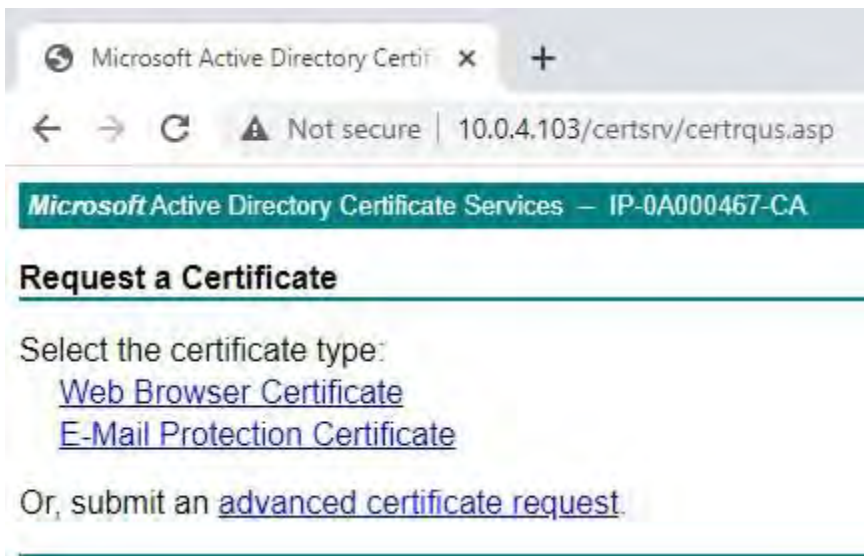 Microsoft Active Directory Certif
Not secure | 10.0.4.103/certsrv/certrqus.asp
Microsoft Active Directory Certificate Services – IP-0A000467-CA
Request a Certificate
Select the certificate type:
Web Browser Certificate
E-Mail Protection Certificate
Or, submit an advanced certificate request.